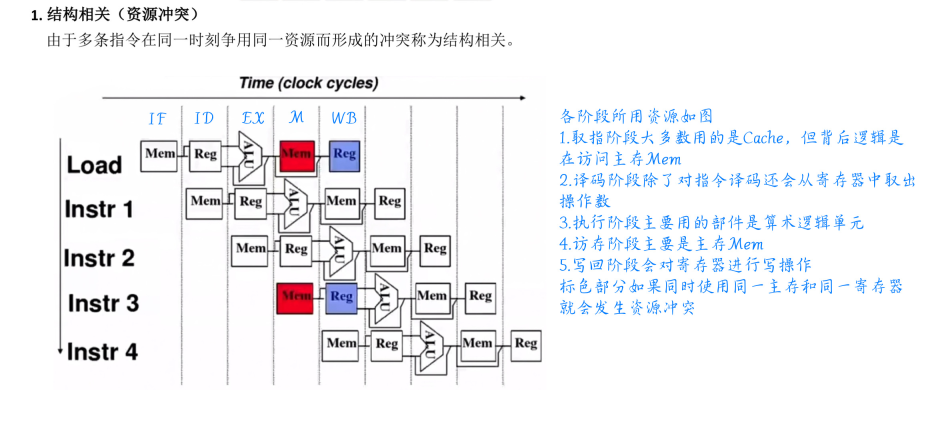 1. 结构相关（资源冲突）
由于多条指令在同一时刻争用同一资源而形成的冲突称为结构相关。
Time (clock cycles)
IF ID EX M WB
Load Mem Reg ALU Mem Reg
Instr 1 Mem Reg ALU Mem Reg
Instr 2 Mem Reg ALU Mem Reg
Instr 3 Mem Reg ALU Mem Reg
Instr 4 Mem Reg ALU Mem Reg
各阶段所用资源如图
1.取指阶段大多数用的是Cache，但背后逻辑是
在访问主存Mem
2.译码阶段除了对指令译码还会从寄存器中取出
操作数
3.执行阶段主要用的部件是算术逻辑单元
4.访存阶段主要是主存Mem
5.写回阶段会对寄存器进行写操作
标色部分如果同时使用同一主存和同一寄存器
就会发生资源冲突